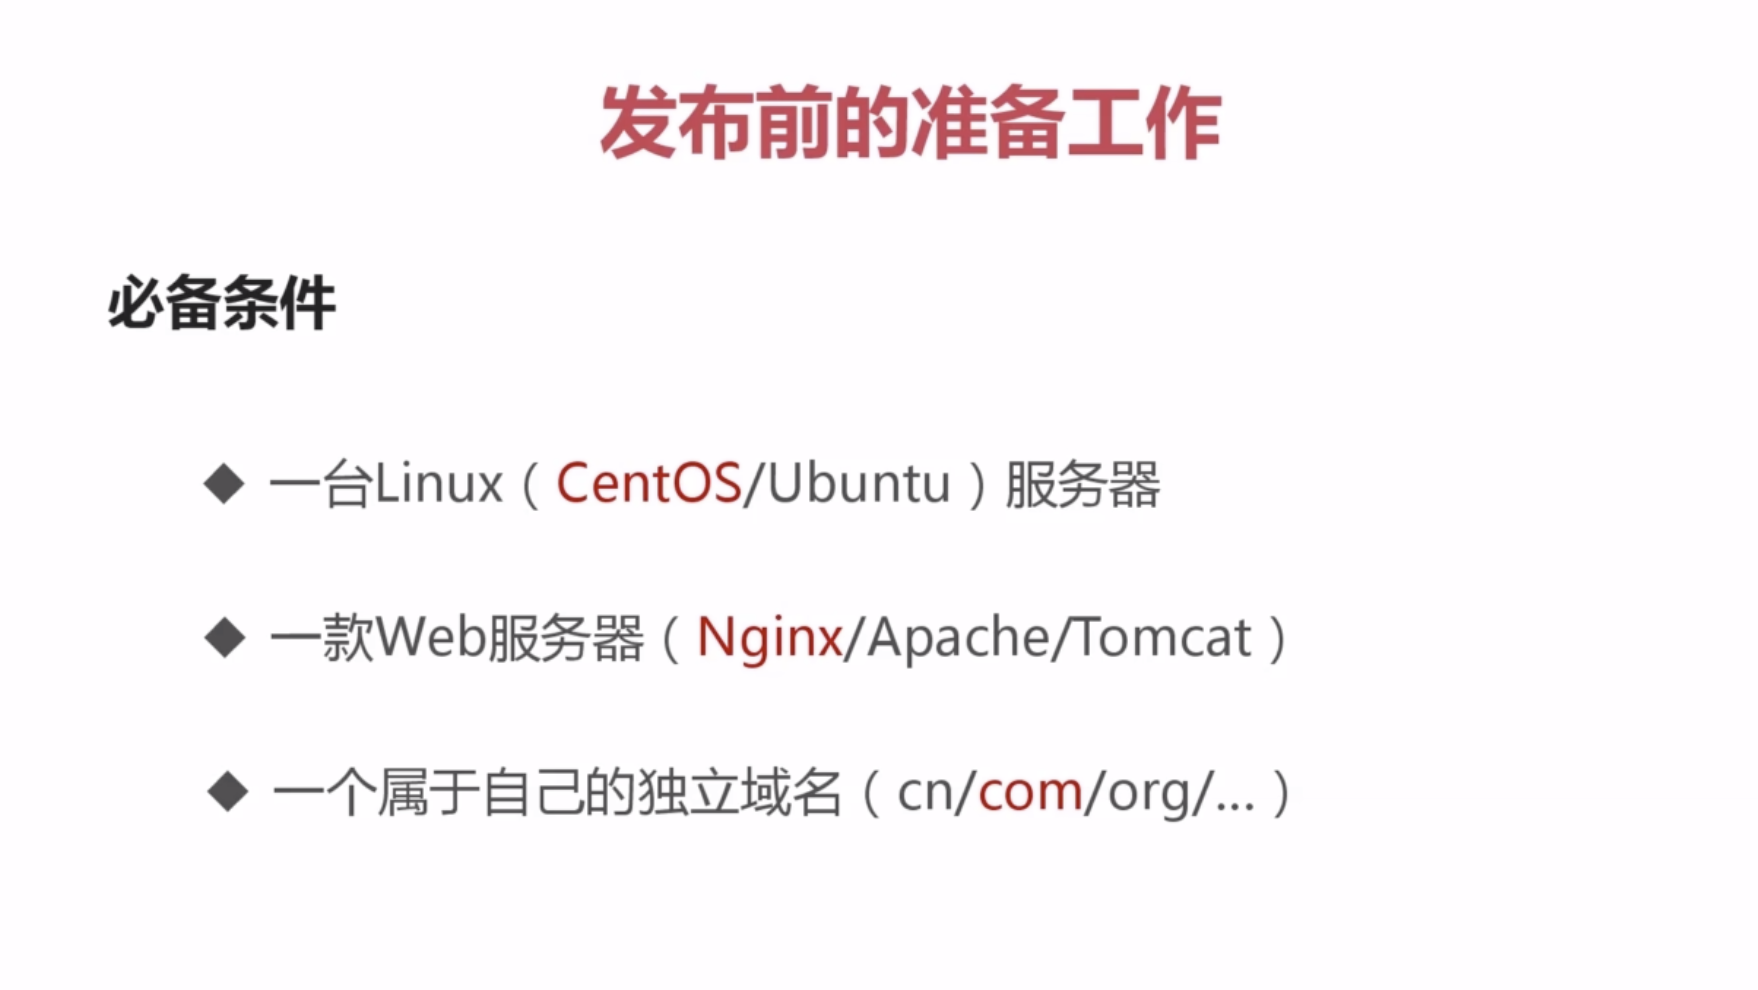 发布前的准备工作
必备条件
◆ 一台Linux（CentOS/Ubuntu）服务器
◆ 一款Web服务器（Nginx/Apache/Tomcat）
◆ 一个属于自己的独立域名（cn/com/org/...）